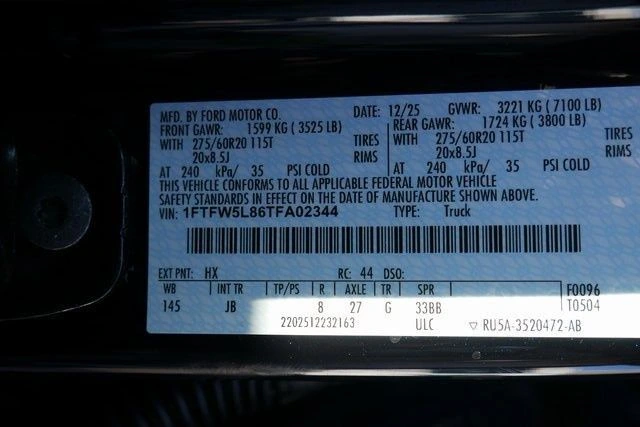 MFD. BY FORD MOTOR CO. DATE: 12/25 GVWR: 3221 KG ( 7100 LB)
FRONT GAWR: 1599 KG ( 3525 LB) REAR GAWR: 1724 KG ( 3800 LB)
WITH 275/60R20 115T TIRES WITH 275/60R20 115T TIRES
20x8.5J RIMS 20x8.5J RIMS
AT 240 kPa/ 35 PSI COLD AT 240 kPa/ 35 PSI COLD
THIS VEHICLE CONFORMS TO ALL APPLICABLE FEDERAL MOTOR VEHICLE
SAFETY STANDARDS IN EFFECT ON THE DATE OF MANUFACTURE SHOWN ABOVE.
VIN: 1FTFW5L86TFA02344 TYPE: Truck
EXT PNT: HX RC: 44 DSO:
WB INT TR TP/PS R AXLE TR SPR F0096
145 JB 8 27 G 33BB T0504
2202512232163 ULC ▽ RU5A-3520472-AB